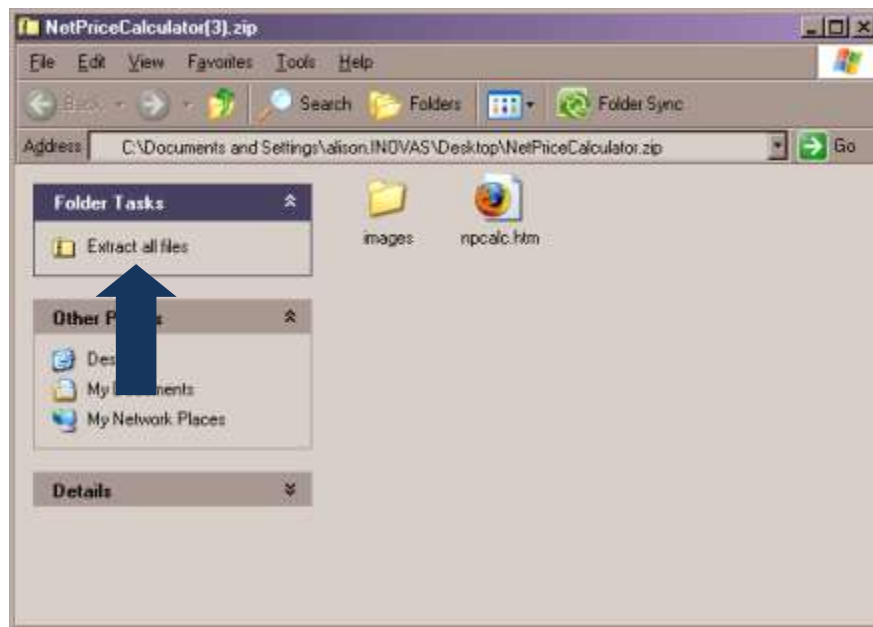 NetPriceCalculator[3].zip
File Edit View Favorites Tools Help
Back Search Folders Folder Sync
Address C:\Documents and Settings\alison.INOVAS\Desktop\NetPriceCalculator.zip Go
Folder Tasks
Extract all files
images
npcalc.htm
Other
My
My Network Places
Details